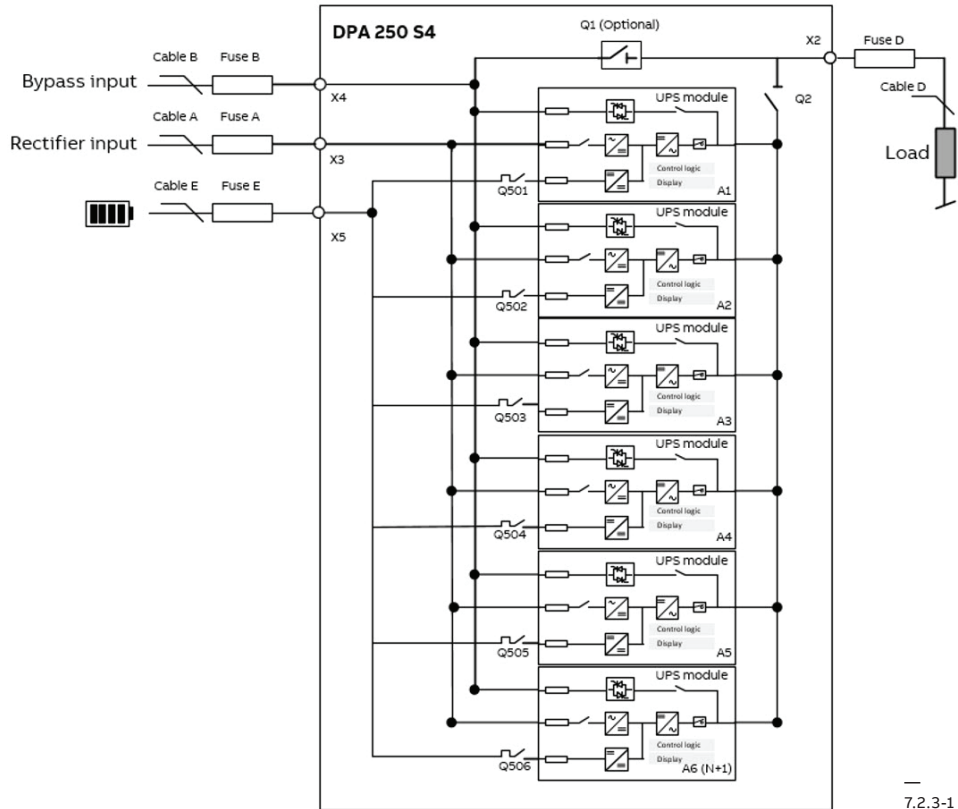 DPA 250 S4
Q1 (Optional)
X2
Fuse D
Cable B
Fuse B
Bypass input
X4
Cable D
Q2
UPS module
Cable A
Fuse A
Rectifier input
X3
Load
Control logic
Display
A1
Q501
Cable E
Fuse E
X5
UPS module
Control logic
Display
A2
Q502
UPS module
Control logic
Display
A3
Q503
UPS module
Control logic
Display
A4
Q504
UPS module
Control logic
Display
A5
Q505
UPS module
Control logic
Display
A6 (N+1)
Q506
7.2.3-1